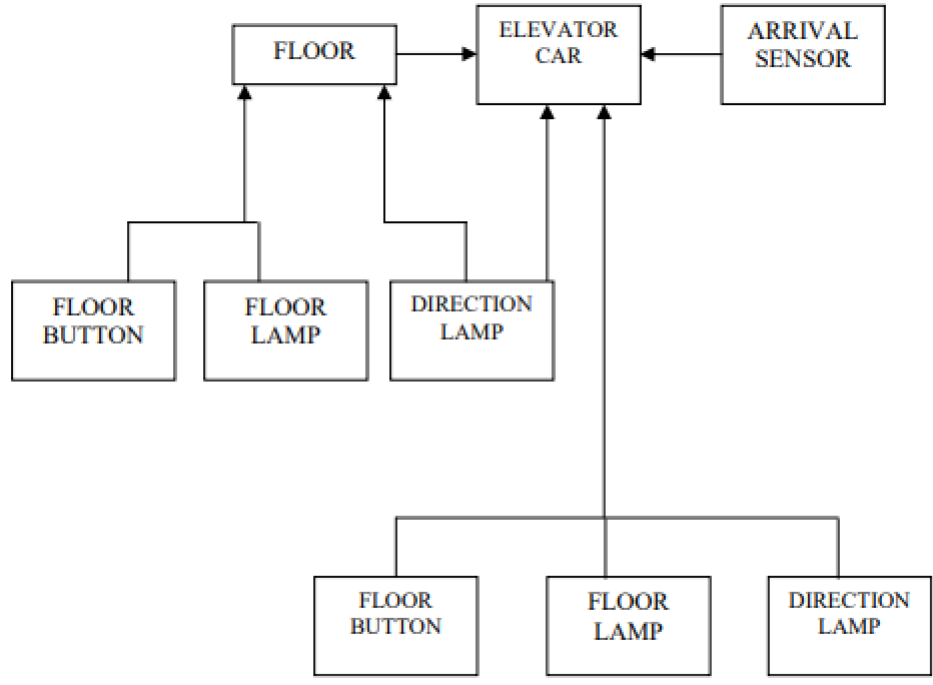 FLOOR
ELEVATOR
CAR
ARRIVAL
SENSOR
FLOOR
BUTTON
FLOOR
LAMP
DIRECTION
LAMP
FLOOR
BUTTON
FLOOR
LAMP
DIRECTION
LAMP